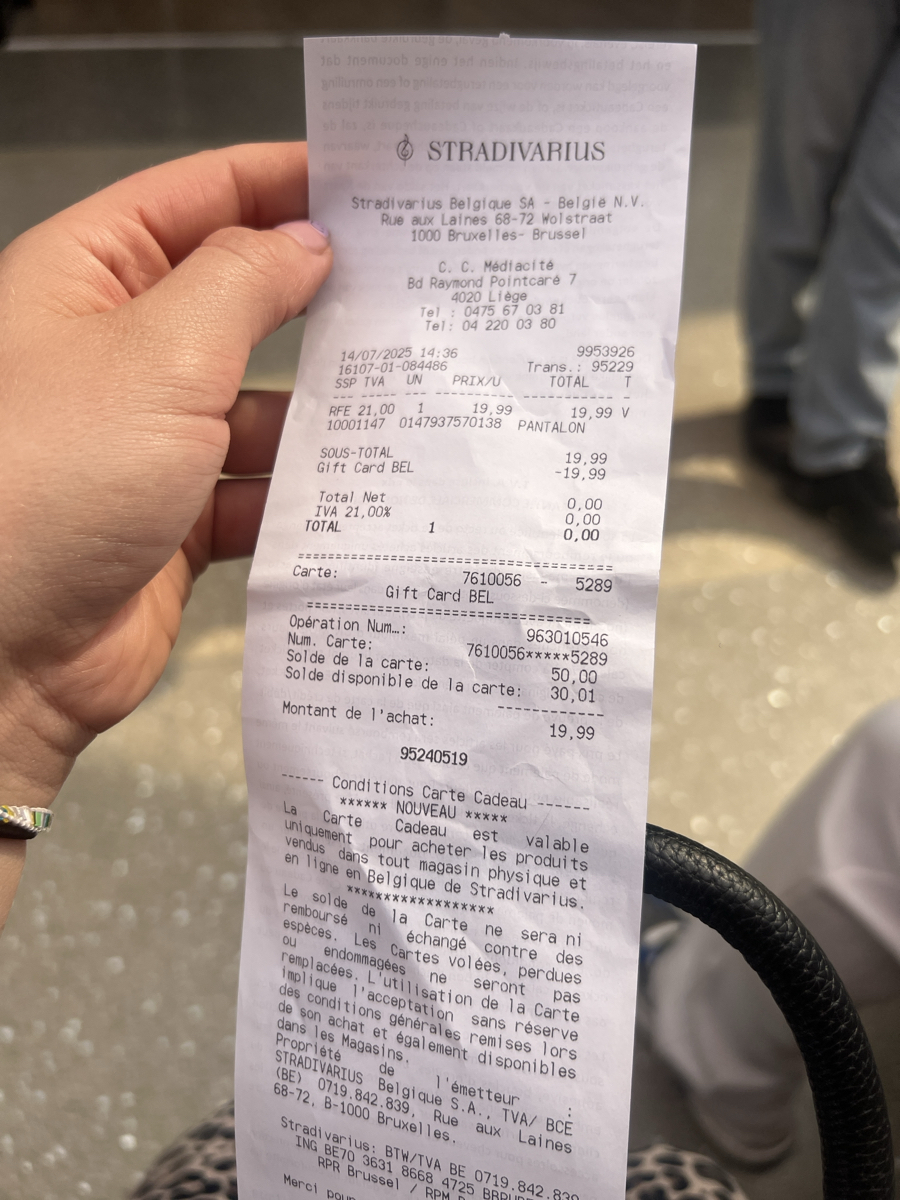 STRADIVARIUS
Stradivarius Belgique SA - België N.V.
Rue aux Laines 68-72 Wolstraat
1000 Bruxelles- Brussel
C. C. Médiacité
Bd Raymond Pointcaré 7
4020 Liège
Tel : 0475 67 03 81
Tel: 04 220 03 80
14/07/2025 14:36 9953926
16107-01-084486 Trans.: 95229
SSP TVA UN PRIX/U TOTAL T
RFE 21,00 1 19,99 19,99 V
10001147 0147937570138 PANTALON
SOUS-TOTAL 19,99
Gift Card BEL -19,99
Total Net 0,00
IVA 21,00% 0,00
TOTAL 1 0,00
Carte: 7610056 - 5289
Gift Card BEL
Opération Num…: 963010546
Num. Carte: 7610056*****5289
Solde de la carte: 50,00
Solde disponible de la carte: 30,01
Montant de l'achat: 19,99
95240519
------ Conditions Carte Cadeau ------
****** NOUVEAU *****
La Carte Cadeau est valable
uniquement pour acheter les produits
vendus dans tout magasin physique et
en ligne en Belgique de Stradivarius.
******************
Le solde de la Carte ne sera ni
remboursé ni échangé contre des
espèces. Les Cartes volées, perdues
ou endommagées ne seront pas
remplacées. L'utilisation de la Carte
implique l'acceptation sans réserve
des conditions générales remises lors
de son achat et également disponibles
dans les Magasins.
Propriété de l'émetteur :
STRADIVARIUS Belgique S.A., TVA/ BCE
(BE) 0719.842.839, Rue aux Laines
68-72, B-1000 Bruxelles.
Stradivarius: BTW/TVA BE 0719.842.839
ING BE70 3631 8668 4725
RPR Brussel / RPM
Merci pour